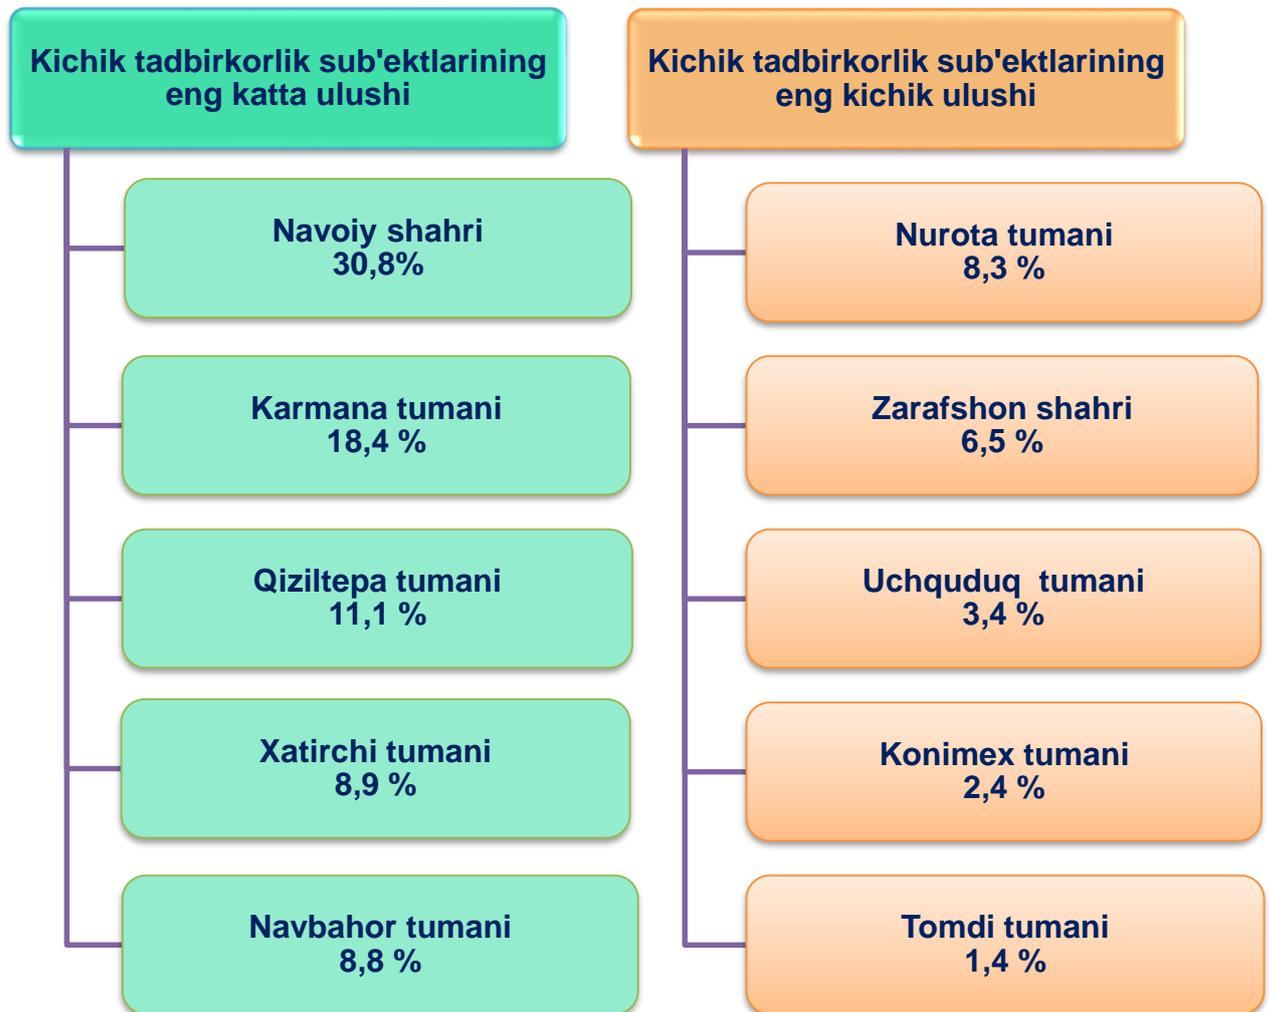 Kichik tadbirkorlik sub'ektlarining
eng katta ulushi
Navoiy shahri
30,8%
Karmana tumani
18,4 %
Qiziltepa tumani
11,1 %
Xatirchi tumani
8,9 %
Navbahor tumani
8,8 %
Kichik tadbirkorlik sub'ektlarining
eng kichik ulushi
Nurota tumani
8,3 %
Zarafshon shahri
6,5 %
Uchquduq  tumani
3,4 %
Konimex tumani
2,4 %
Tomdi tumani
1,4 %